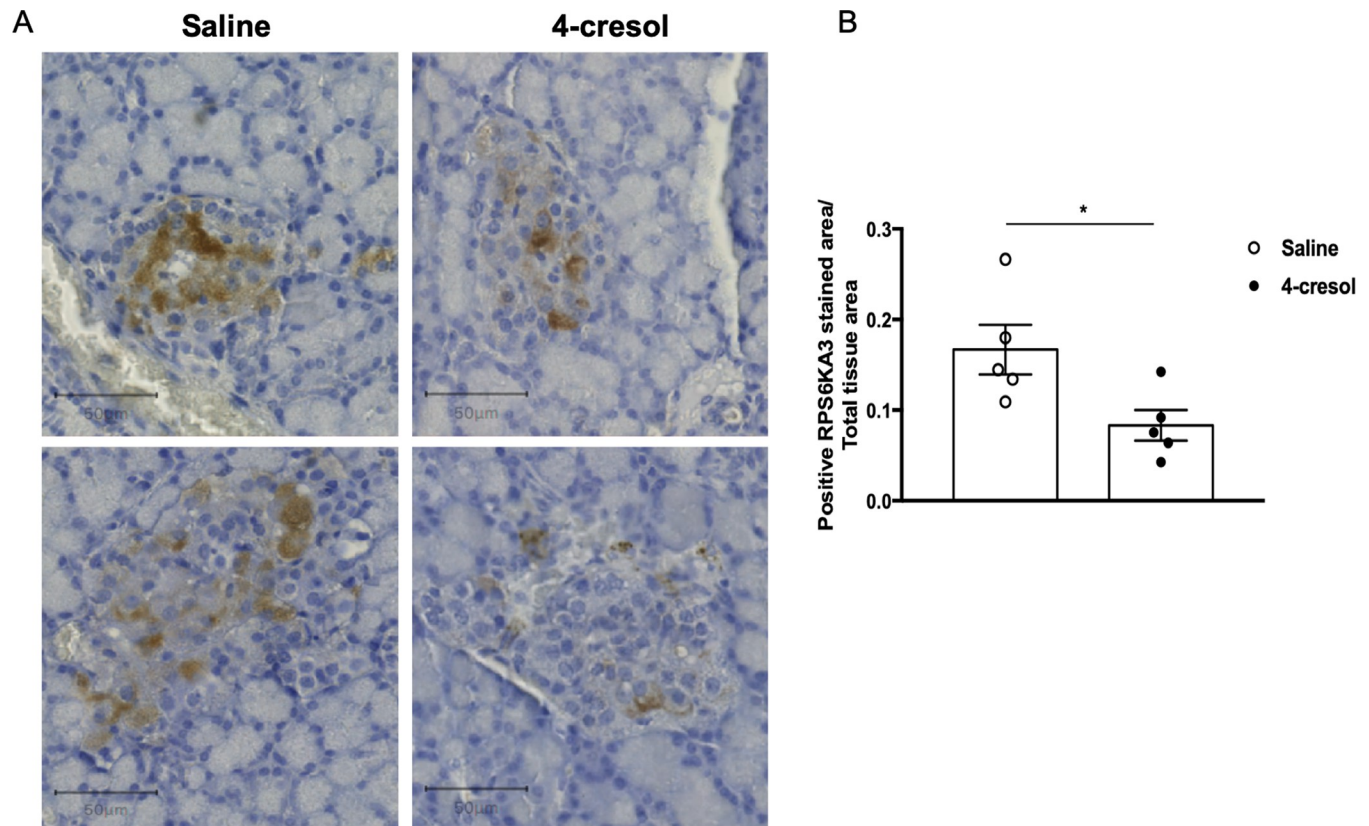 A
Saline
4-cresol
B
50µm
50µm
50µm
50µm
Positive RPS6KA3 stained area/
Total tissue area
0.3
0.2
0.1
0.0
*
Saline
4-cresol